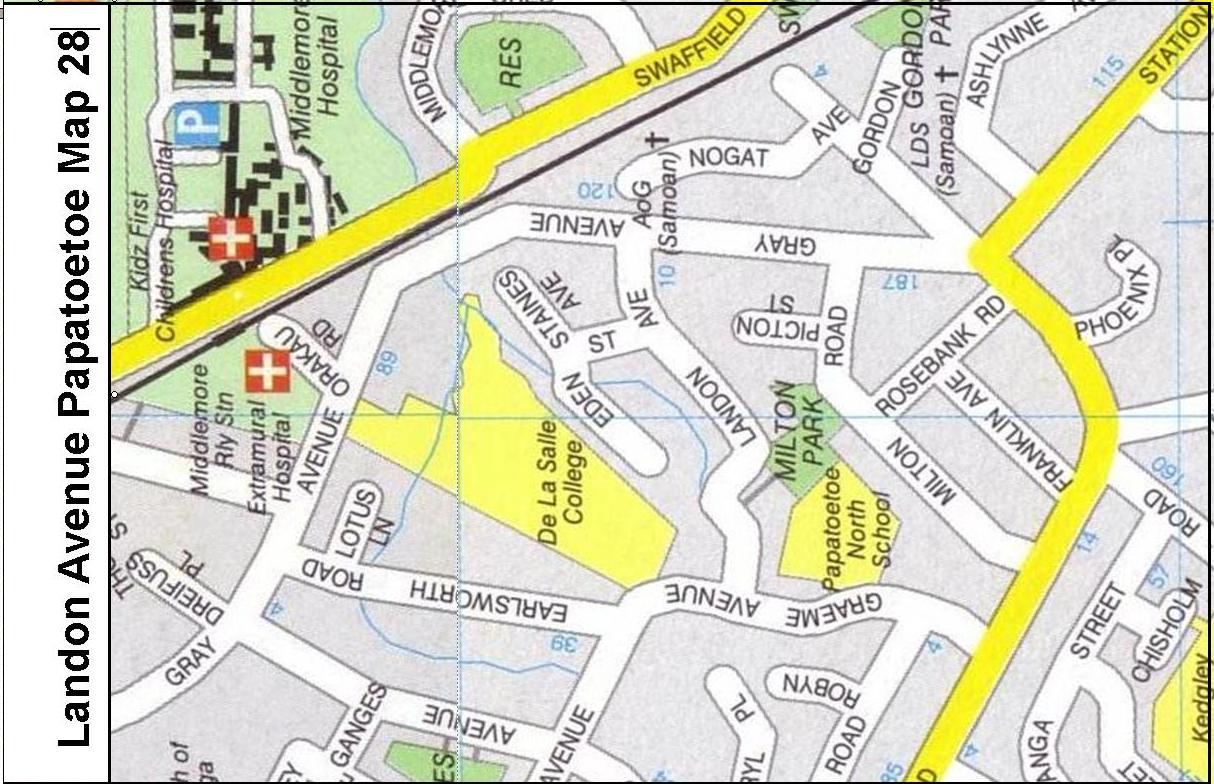 Landon Avenue Papatoetoe Map 28
Middlemore
Hospital
Kidz First
Childrens Hospital
P
RES
SWAFFIELD
4
AVE
GORDON
LDS GORDON
(Samoan) PAR
ASHLYNNE
115
STATION
NOGAT
120
AoG
(Samoan)
AVENUE
GRAY
10
187
PHOENIX PL
STAINES
AVE
ST
AVE
EDEN
LANDON
PICTON
ST
ROAD
ROSEBANK RD
FRANKLIN AVE
MILTON
MILTON
PARK
ORAKAU
RD
89
Middlemore
Rly Stn
Extramural
Hospital
AVENUE
De La Salle
College
Papatoetoe
North
School
LOTUS
LN
DREIFUSS
PL
GRAY
4
ROAD
EARLSWORTH
39
AVENUE
GRAEME
4
14
160
ROAD
57
CHISHOLM
STREET
Kedgley
ROBYN
PL
ROAD
AVENUE
AVENUE
GANGES